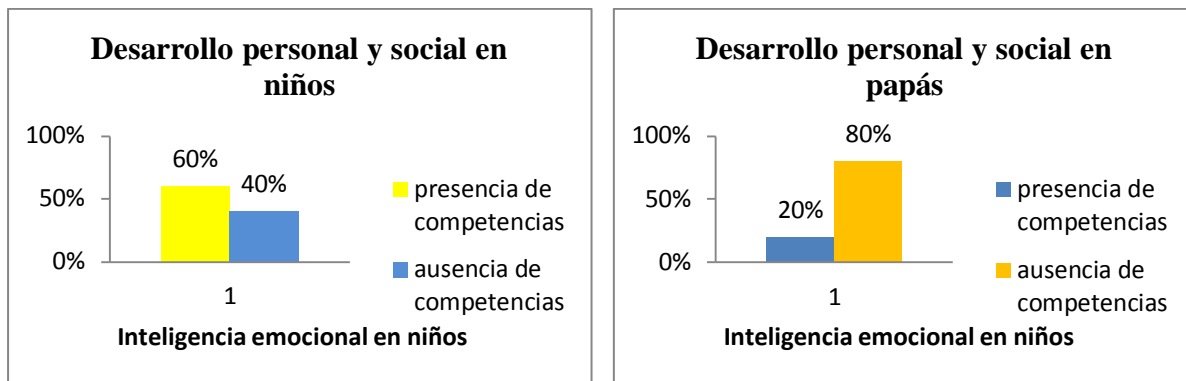 Desarrollo personal y social en
niños
100%
50%
0%
60%
40%
1
presencia de
competencias
ausencia de
competencias
Inteligencia emocional en niños
Desarrollo personal y social en
papás
100%
50%
0%
20%
80%
1
presencia de
competencias
ausencia de
competencias
Inteligencia emocional en niños